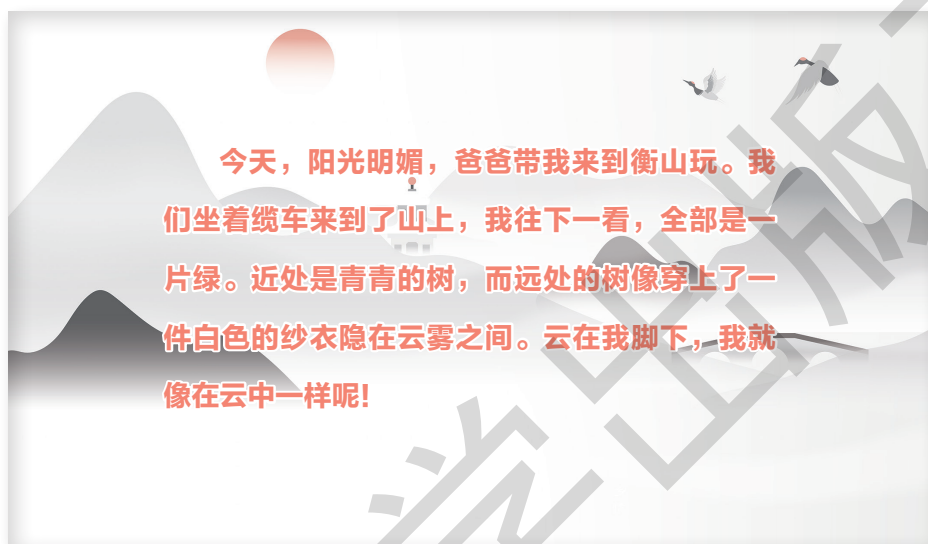 今天，阳光明媚，爸爸带我来到衡山玩。我
们坐着缆车来到了山上，我往下一看，全部是一
片绿。近处是青青的树，而远处的树像穿上了一
件白色的纱衣隐在云雾之间。云在我脚下，我就
像在云中一样呢!
学出版